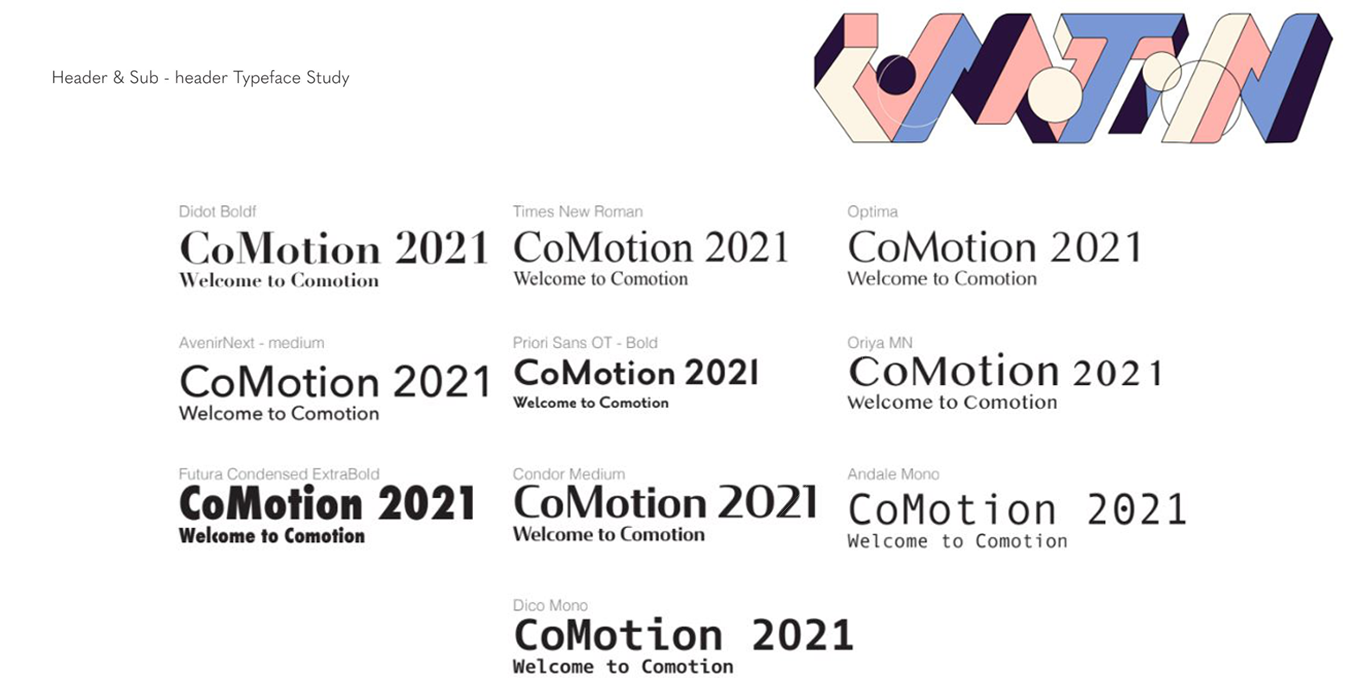 Header & Sub - header Typeface Study
COMOTION
Didot Boldf
CoMotion 2021
Welcome to Comotion
Times New Roman
CoMotion 2021
Welcome to Comotion
Optima
CoMotion 2021
Welcome to Comotion
AvenirNext - medium
CoMotion 2021
Welcome to Comotion
Priori Sans OT - Bold
CoMotion 2021
Welcome to Comotion
Oriya MN
CoMotion 2021
Welcome to Comotion
Futura Condensed ExtraBold
CoMotion 2021
Welcome to Comotion
Condor Medium
CoMotion 2021
Welcome to Comotion
Andale Mono
CoMotion 2021
Welcome to Comotion
Dico Mono
CoMotion 2021
Welcome to Comotion